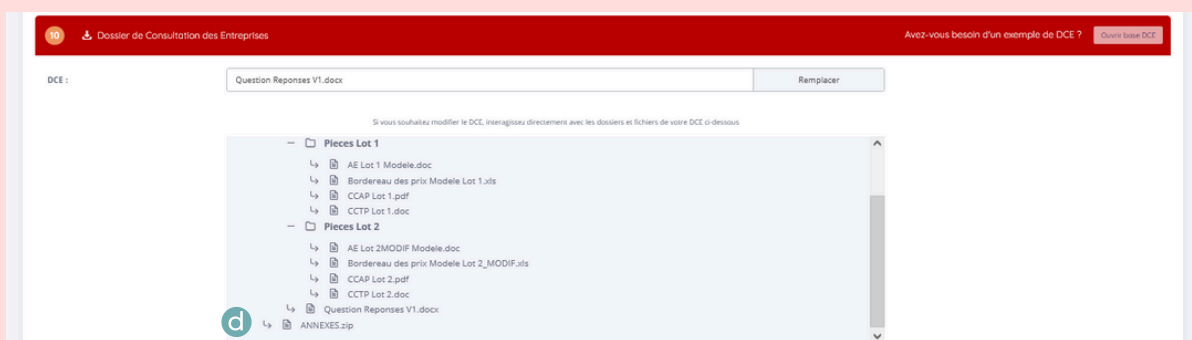 10 Dossier de Consultation des Entreprises Avez-vous besoin d'un exemple de DCE ? Ouvrir base DCE
DCE : Question Reponses V1.docx Remplacer
Si vous souhaitez modifier le DCE, interagissez directement avec les dossiers et fichiers de votre DCE ci-dessous
Pieces Lot 1
AE Lot 1 Modele.doc
Bordereau des prix Modele Lot 1.xls
CCAP Lot 1.pdf
CCTP Lot 1.doc
Pieces Lot 2
AE Lot 2MODIF Modele.doc
Bordereau des prix Modele Lot 2_MODIF.xls
CCAP Lot 2.pdf
CCTP Lot 2.doc
Question Reponses V1.docx
d ANNEXES.zip